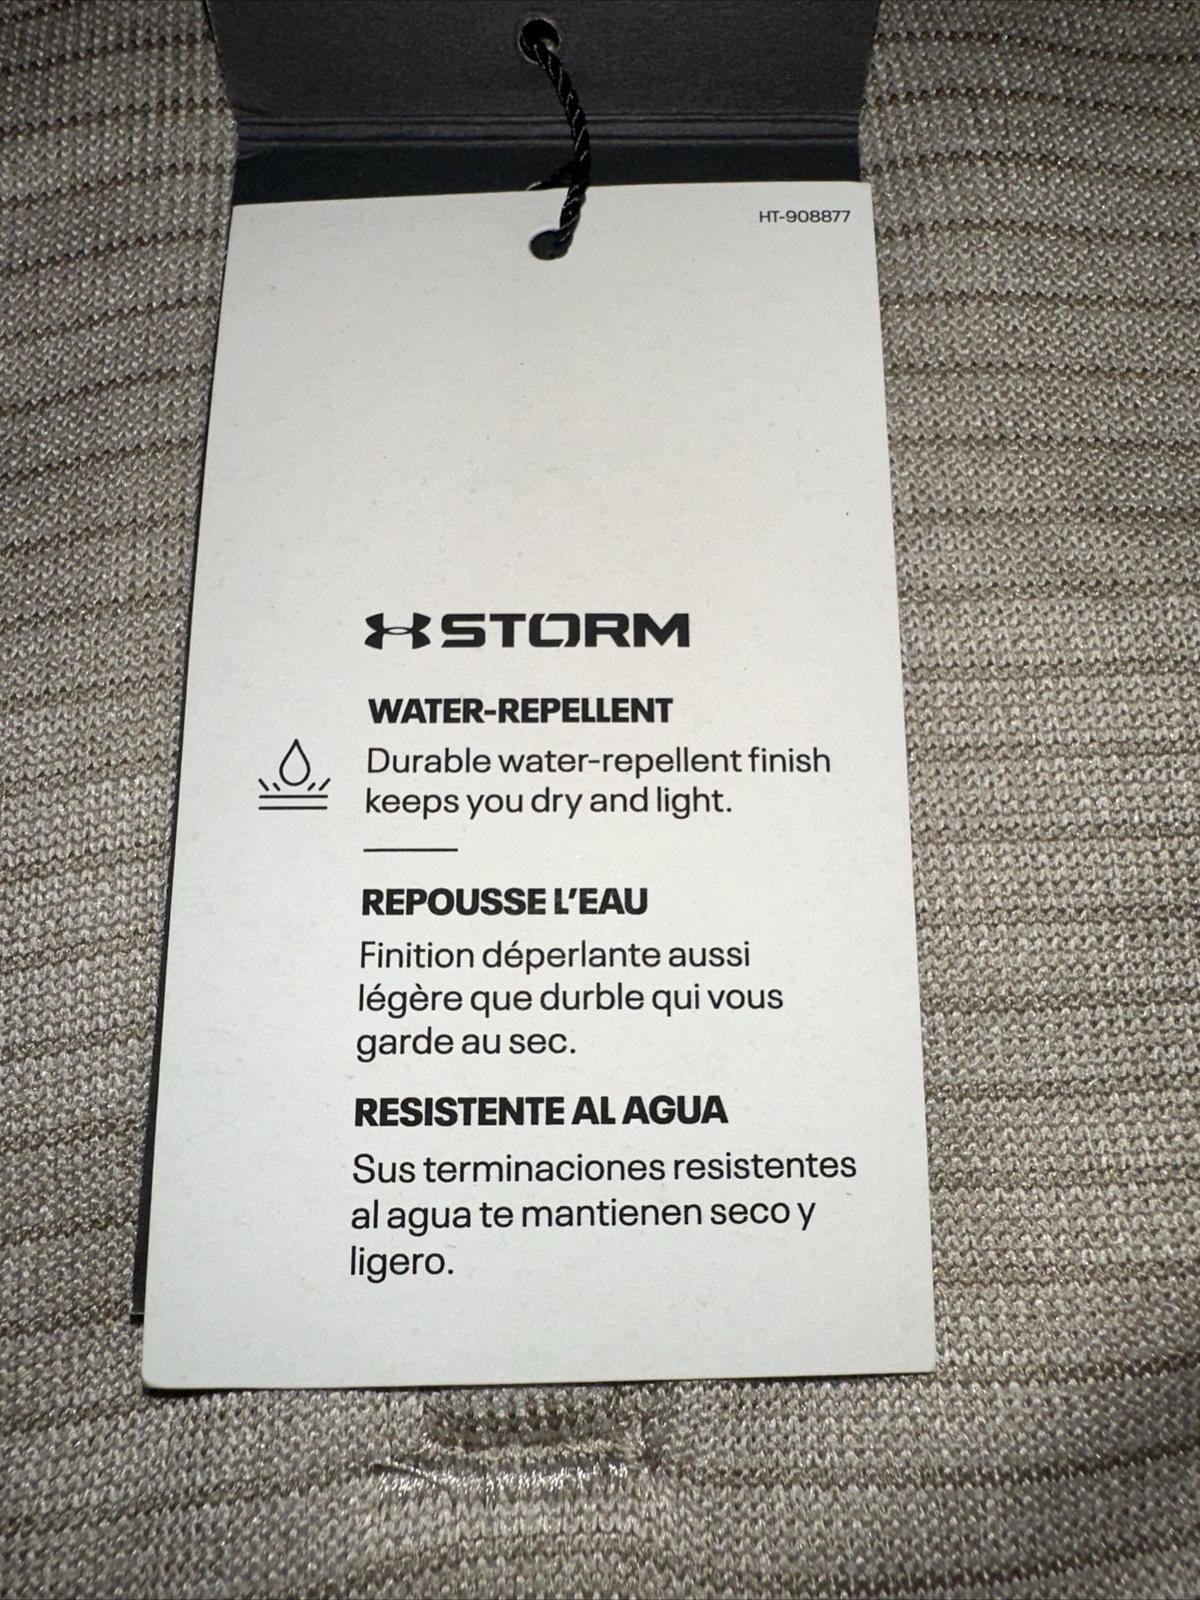 HT-908877
STORM
WATER-REPELLENT
Durable water-repellent finish
keeps you dry and light.
REPOUSSE L'EAU
Finition déperlante aussi
légère que durble qui vous
garde au sec.
RESISTENTE AL AGUA
Sus terminaciones resistentes
al agua te mantienen seco y
ligero.